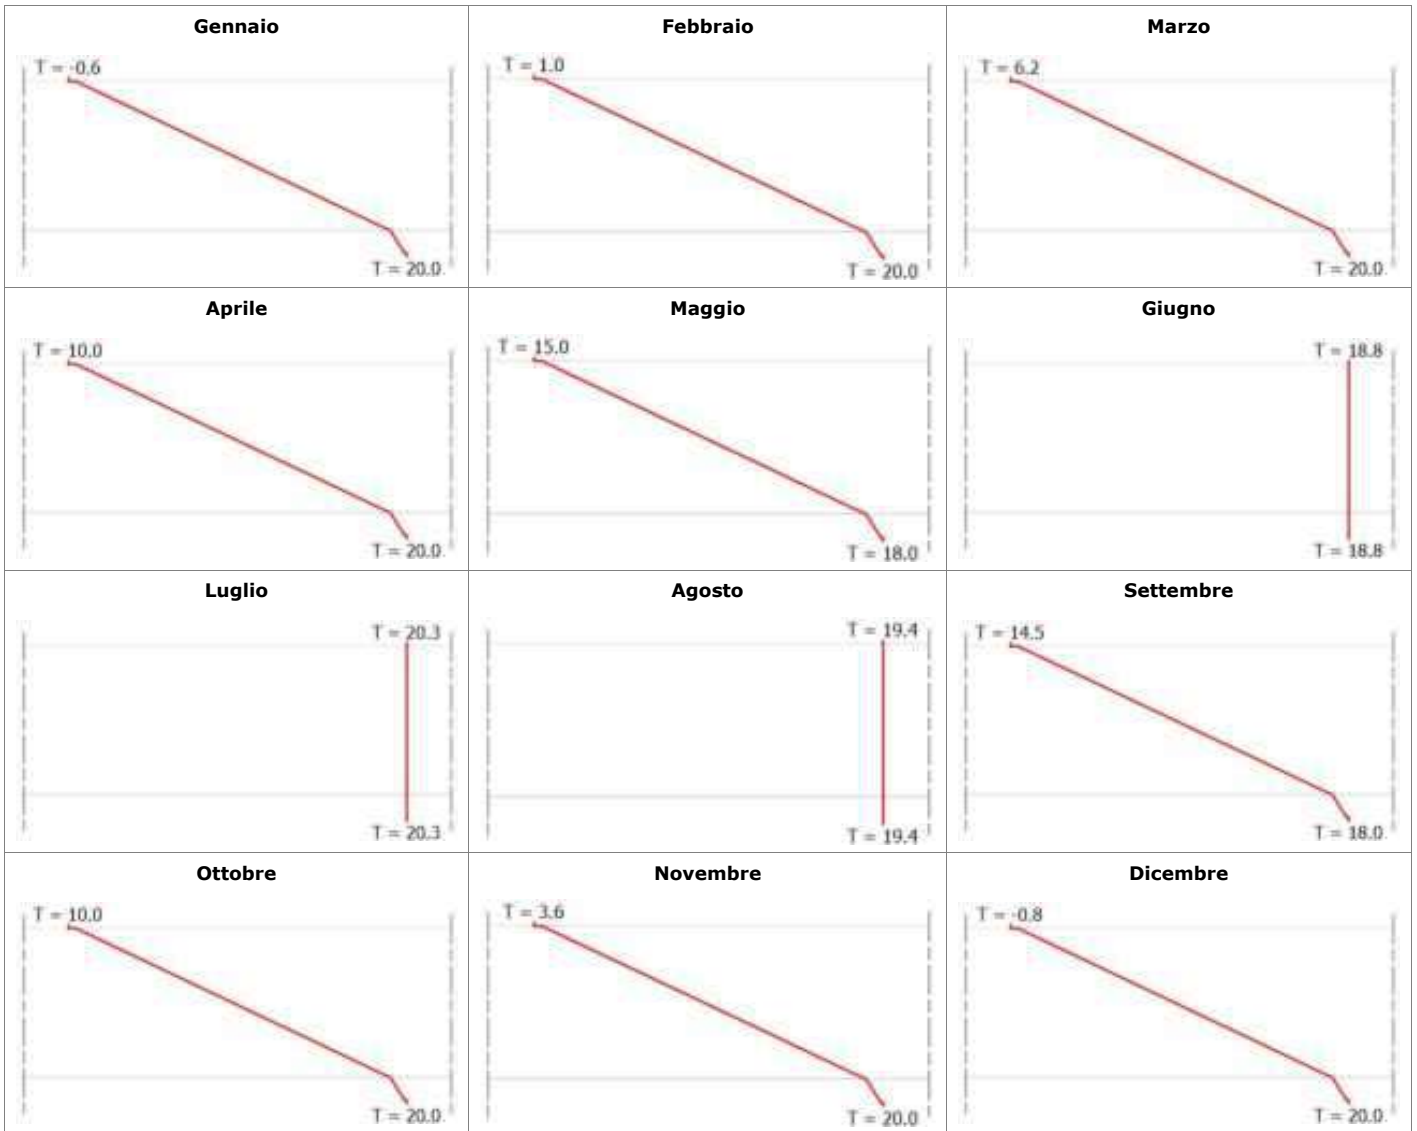 Gennaio
T = -0.6
T = 20.0
Febbraio
T = 1.0
T = 20.0
Marzo
T = 6.2
T = 20.0
Aprile
T = 10.0
T = 20.0
Maggio
T = 15.0
T = 18.0
Giugno
T = 18.8
T = 18.8
Luglio
T = 20.3
T = 20.3
Agosto
T = 19.4
T = 19.4
Settembre
T = 14.5
T = 18.0
Ottobre
T = 10.0
T = 20.0
Novembre
T = 3.6
T = 20.0
Dicembre
T = -0.8
T = 20.0